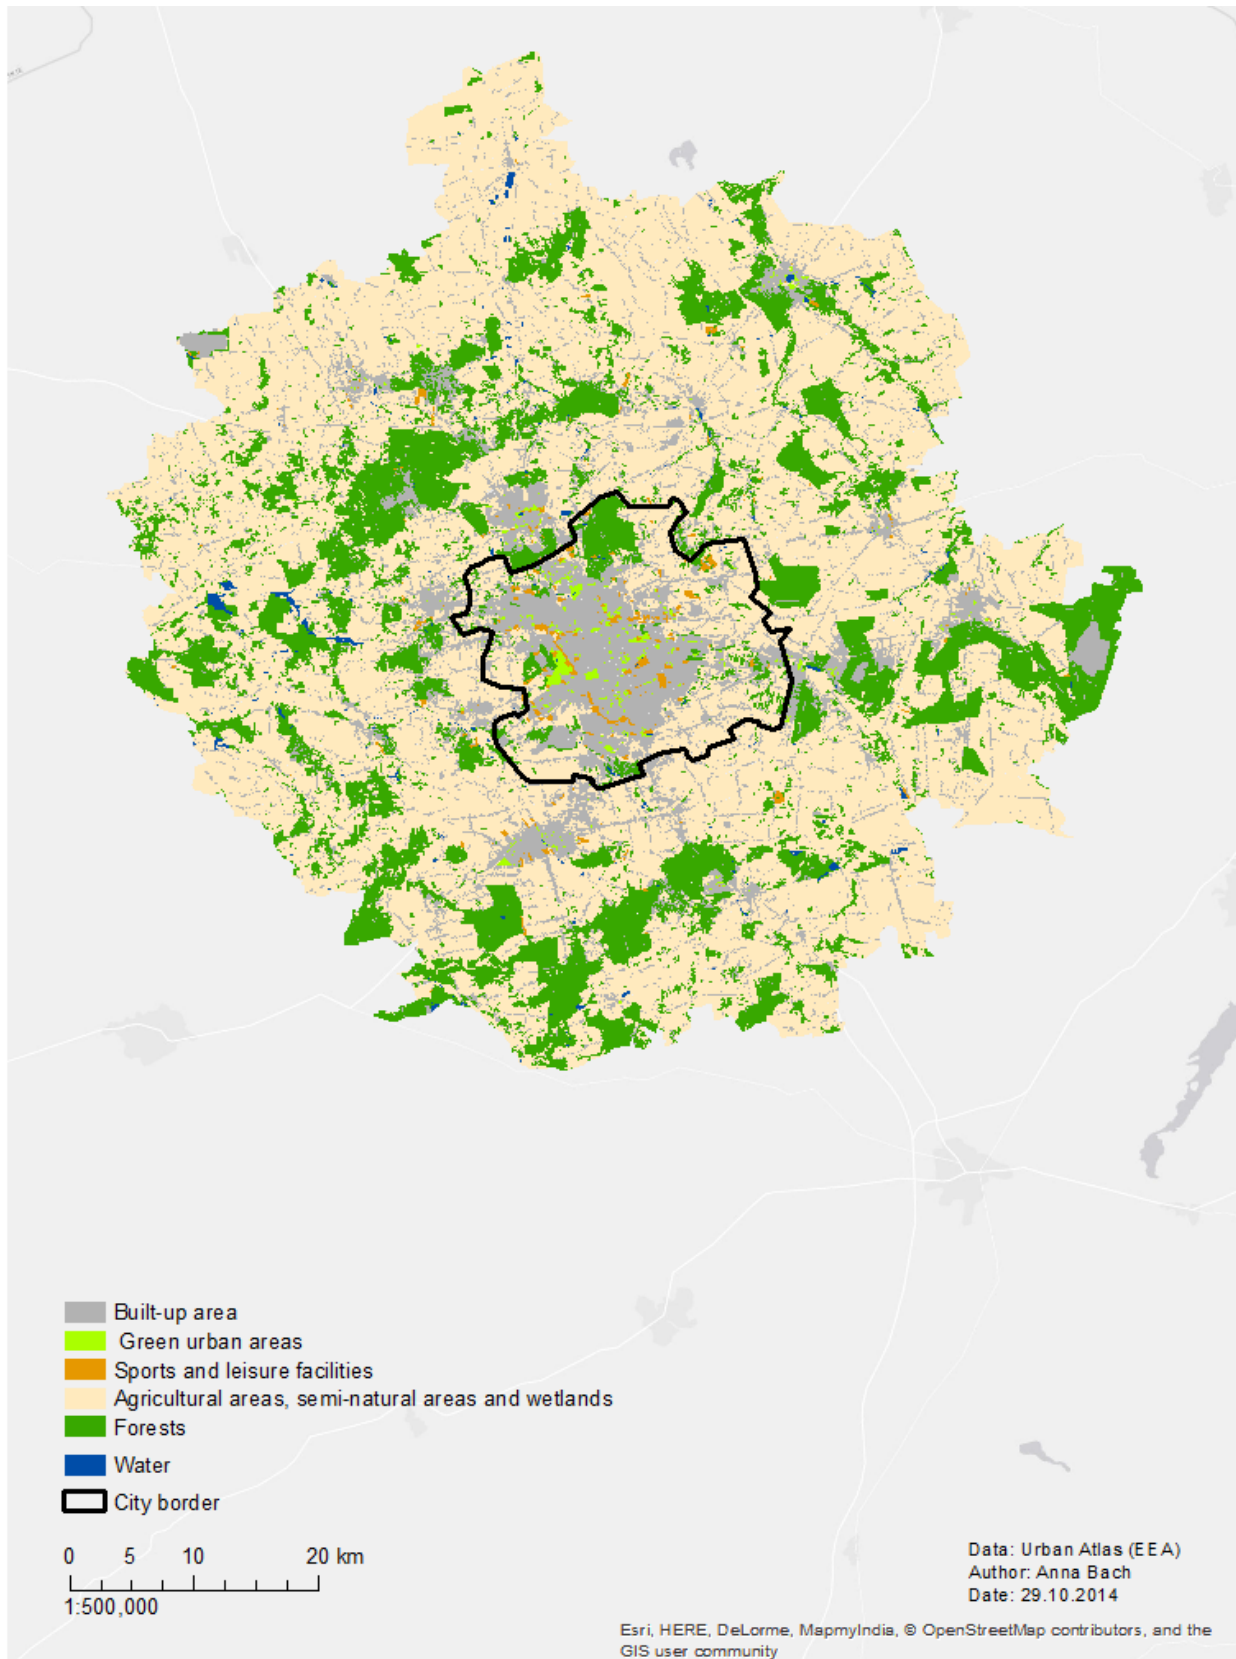 Built-up area
Green urban areas
Sports and leisure facilities
Agricultural areas, semi-natural areas and wetlands
Forests
Water
City border
0 5 10 20 km
1:500,000
Data: Urban Atlas (EEA)
Author: Anna Bach
Date: 29.10.2014
Esri, HERE, DeLorme, MapmyIndia, © OpenStreetMap contributors, and the
GIS user community